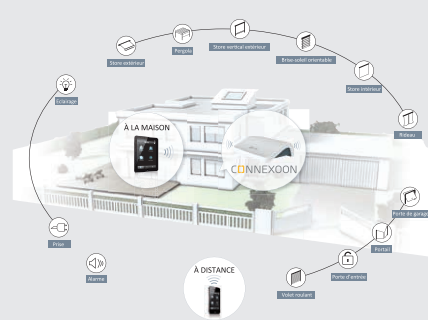 Store vertical extérieur
Pergola
Brise-soleil orientable
Store extérieur
Store intérieur
Eclairage
À LA MAISON
Rideau
CONNEXOON
Porte de garage
Prise
Portail
À DISTANCE
Alarme
Porte d'entrée
Volet roulant